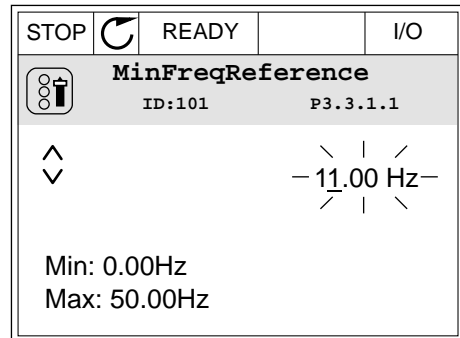 STOP READY I/O
MinFreqReference
ID:101 P3.3.1.1
11.00 Hz
Min: 0.00Hz
Max: 50.00Hz